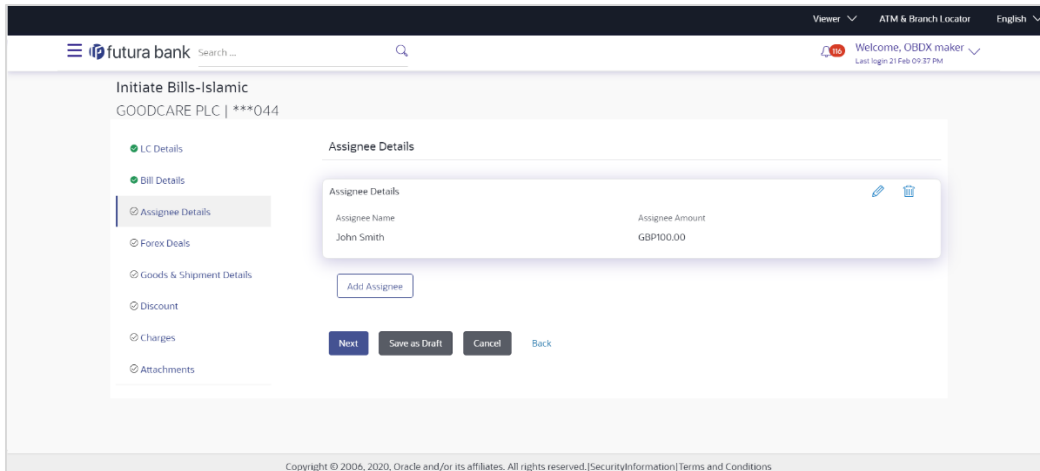 Viewer ATM & Branch Locator English
futura bank Search ... 116 Welcome, OBDX maker
Last login 21 Feb 09:37 PM
Initiate Bills-Islamic
GOODCARE PLC | ***044
LC Details
Bill Details
Assignee Details
Forex Deals
Goods & Shipment Details
Discount
Charges
Attachments
Assignee Details
Assignee Details
Assignee Name Assignee Amount
John Smith GBP100.00
Add Assignee
Next Save as Draft Cancel Back
Copyright © 2006, 2020, Oracle and/or its affiliates. All rights reserved.|SecurityInformation|Terms and Conditions